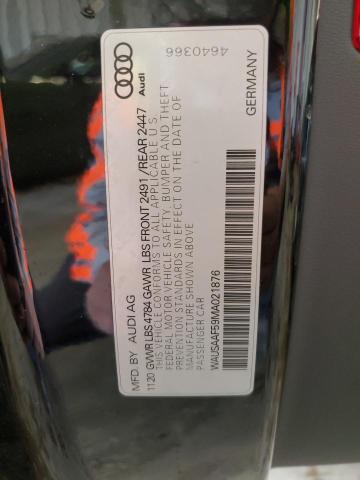 Audi
4640366
GERMANY
MFD BY AUDI AG
1120 GVWR LBS 4784 GAWR LBS FRONT 2491 /REAR 2447
THIS VEHICLE CONFORMS TO ALL APPLICABLE U.S.
FEDERAL MOTOR VEHICLE SAFETY, BUMPER AND THEFT
PREVENTION STANDARDS IN EFFECT ON THE DATE OF
MANUFACTURE SHOWN ABOVE.
PASSENGER CAR
WAUSAAF59MA021876